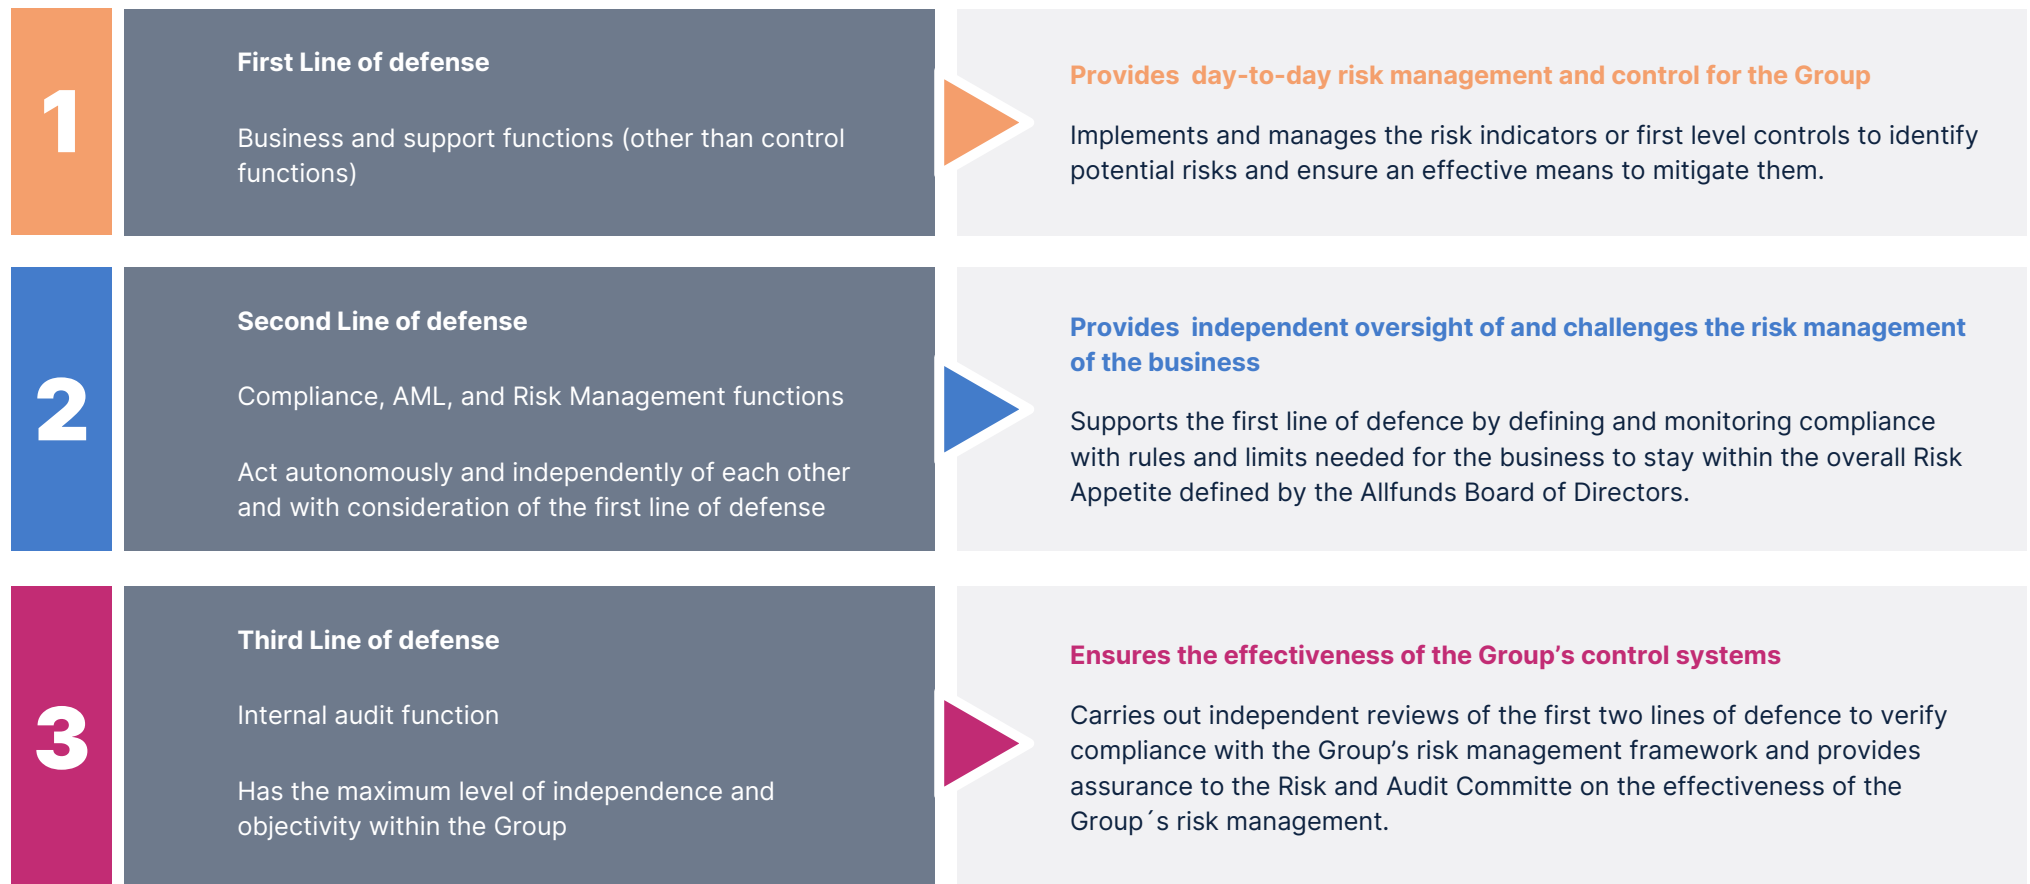 1
First Line of defense
Business and support functions (other than control
functions)
Provides  day-to-day risk management and control for the Group
Implements and manages the risk indicators or first level controls to identify
potential risks and ensure an effective means to mitigate them.
2
Second Line of defense
Compliance, AML, and Risk Management functions
Act autonomously and independently of each other
and with consideration of the first line of defense
Provides  independent oversight of and challenges the risk management
of the business
Supports the first line of defence by defining and monitoring compliance
with rules and limits needed for the business to stay within the overall Risk
Appetite defined by the Allfunds Board of Directors.
3
Third Line of defense
Internal audit function
Has the maximum level of independence and
objectivity within the Group
Ensures the effectiveness of the Group’s control systems
Carries out independent reviews of the first two lines of defence to verify
compliance with the Group’s risk management framework and provides
assurance to the Risk and Audit Committe on the effectiveness of the
Group´s risk management.